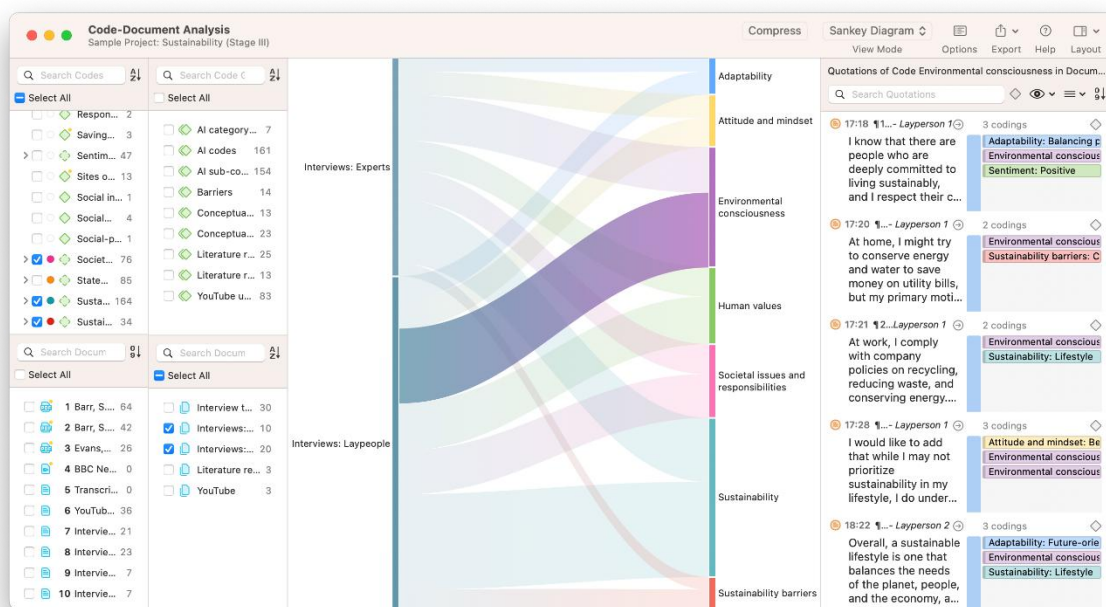 Code-Document Analysis
Sample Project: Sustainability (Stage III)
Compress
Sankey Diagram
View Mode
Options
Export
Help
Layout
Search Codes
Select All
Respon... 2
Saving... 3
Sentim... 47
Sites o... 13
Social in... 1
Social... 4
Social-p... 1
Societ... 76
State... 85
Susta... 164
Sustai... 34
Search Code G
Select All
AI category... 7
AI codes 161
AI sub-co... 154
Barriers 14
Conceptua... 13
Conceptua... 23
Literature r... 25
Literature r... 13
YouTube u... 83
Search Docum
Select All
1 Barr, S.... 64
2 Barr, S.... 42
3 Evans,... 26
4 BBC Ne... 0
5 Transcri... 0
6 YouTub... 36
7 Intervie... 21
8 Intervie... 23
9 Intervie... 7
10 Intervie... 7
Search Docum
Select All
Interview t... 30
Interviews:... 10
Interviews:... 20
Literature re... 3
YouTube 3
Interviews: Experts
Interviews: Laypeople
Adaptability
Attitude and mindset
Environmental
consciousness
Human values
Societal issues and
responsibilities
Sustainability
Sustainability barriers
Quotations of Code Environmental consciousness in Docum...
Search Quotations
17:18 ¶1...- Layperson 1
3 codings
I know that there are
people who are
deeply committed to
living sustainably,
and I respect their c...
Adaptability: Balancing p
Environmental conscious
Sentiment: Positive
17:20 ¶...- Layperson 1
2 codings
At home, I might try
to conserve energy
and water to save
money on utility bills,
but my primary moti...
Environmental conscious
Sustainability barriers: C
17:21 ¶2...Layperson 1
2 codings
At work, I comply
with company
policies on recycling,
reducing waste, and
conserving energy....
Environmental conscious
Sustainability: Lifestyle
17:28 ¶...- Layperson 1
3 codings
I would like to add
that while I may not
prioritize
sustainability in my
lifestyle, I do under...
Attitude and mindset: Be
Environmental conscious
Environmental conscious
18:22 ¶...- Layperson 2
3 codings
Overall, a sustainable
lifestyle is one that
balances the needs
of the planet, people,
and the economy, a...
Adaptability: Future-orie
Environmental conscious
Sustainability: Lifestyle